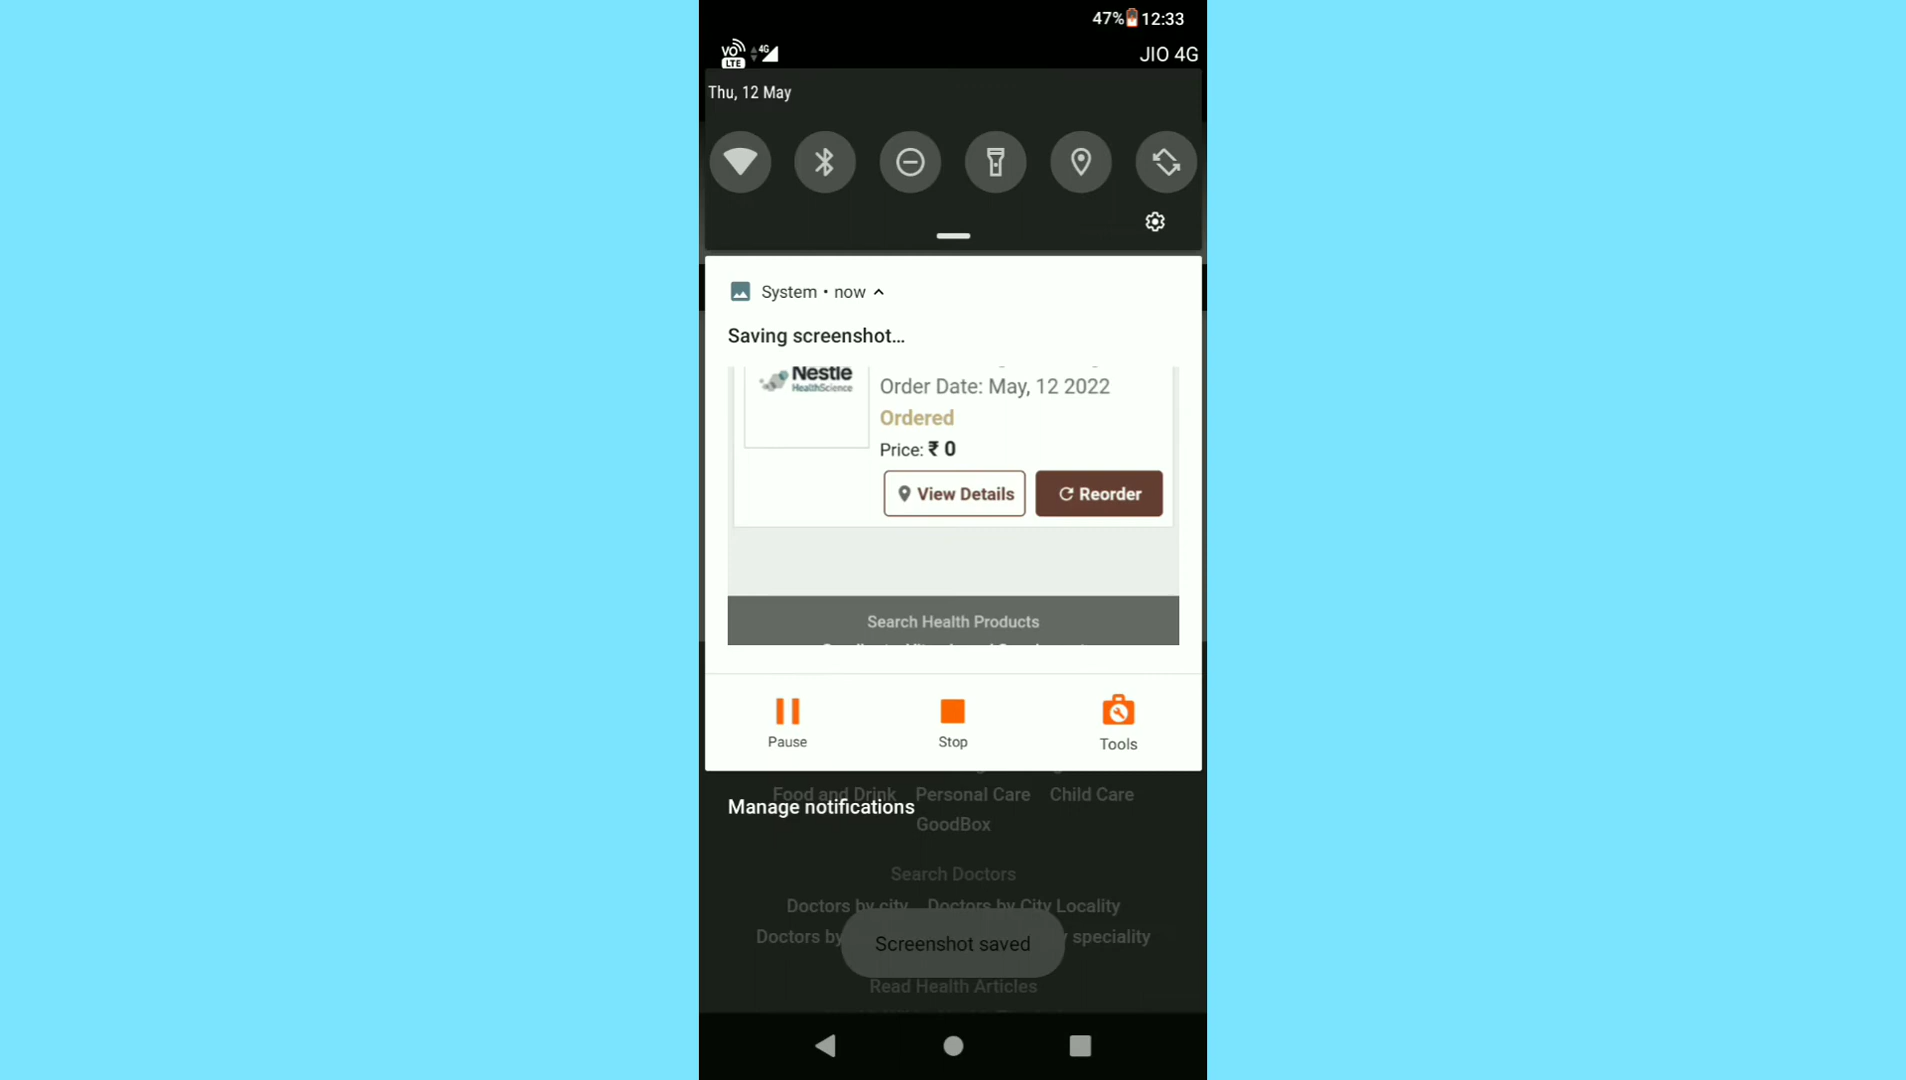 47% 12:33
VO LTE 4G JIO 4G
Thu, 12 May
System • now
Saving screenshot...
Nestle
HealthScience
Order Date: May, 12 2022
Ordered
Price: ₹ 0
View Details Reorder
Search Health Products
Pause Stop Tools
Food and Drink Personal Care Child Care
Manage notifications
GoodBox
Search Doctors
Doctors by city Doctors by City Locality
Doctors by speciality
Screenshot saved
Read Health Articles